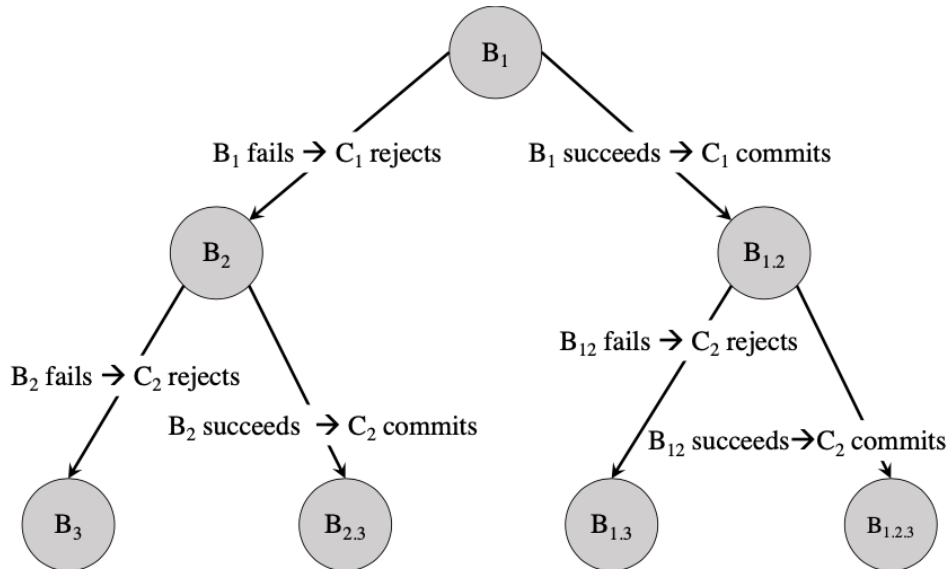 B₁
B₁ fails → C₁ rejects
B₁ succeeds → C₁ commits
B₂
B₁.₂
B₁₂ fails → C₂ rejects
B₂ fails → C₂ rejects
B₂ succeeds → C₂ commits
B₁₂ succeeds→C₂ commits
B₃
B₂.₃
B₁.₃
B₁.₂.₃